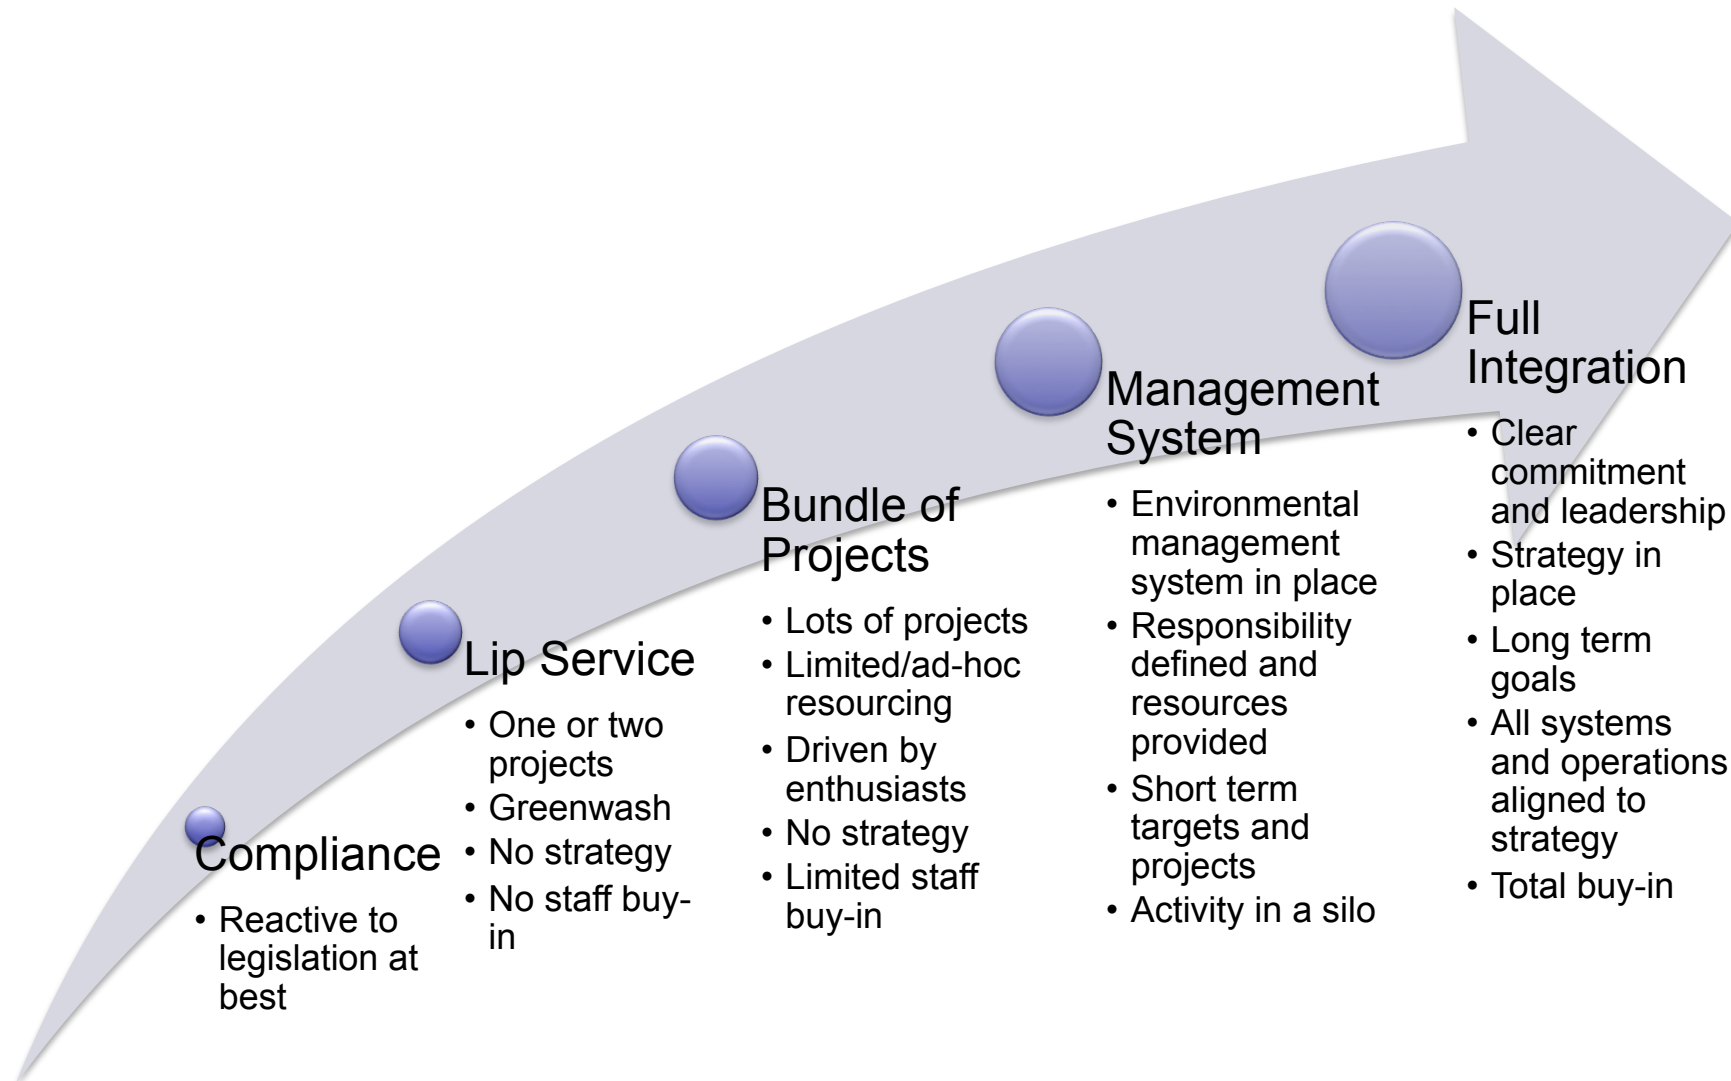 Compliance
• Reactive to
legislation at
best
Lip Service
• One or two
projects
• Greenwash
• No strategy
• No staff buy-
in
Bundle of
Projects
• Lots of projects
• Limited/ad-hoc
resourcing
• Driven by
enthusiasts
• No strategy
• Limited staff
buy-in
Management
System
• Environmental
management
system in place
• Responsibility
defined and
resources
provided
• Short term
targets and
projects
• Activity in a silo
Full
Integration
• Clear
commitment
and leadership
• Strategy in
place
• Long term
goals
• All systems
and operations
aligned to
strategy
• Total buy-in